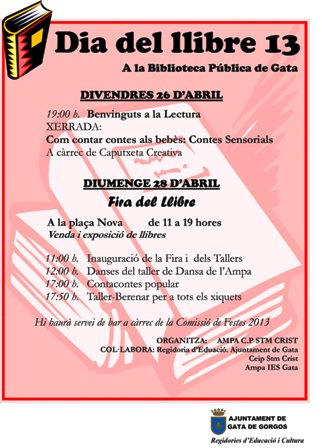 Dia del llibre 13
A la Biblioteca Pública de Gata
DIVENDRES 26 D'ABRIL
19:00 h. Benvinguts a la Lectura
XERRADA:
Com contar contes als bebés: Contes Sensorials
A càrrec de Caputxeta Creativa
DIUMENGE 28 D'ABRIL
Fira del Llibre
A la plaça Nova de 11 a 19 hores
Venda i exposició de llibres
11:00 h. Inauguració de la Fira i dels Tallers
12:00 h. Danses del taller de Dansa de l'Ampa
17:00 h. Contacontes popular
17:50 h. Taller-Berenar per a tots els xiquets
Hi haurà servei de bar a càrrec de la Comissió de Festes 2013
ORGANITZA: AMPA C.P STM CRIST
COL·LABORA: Regidoria d'Eduació. Ajuntament de Gata
Ceip Stm Crist
Ampa IES Gata
AJUNTAMENT DE
GATA DE GORGOS
Regidories d'Educació i Cultura